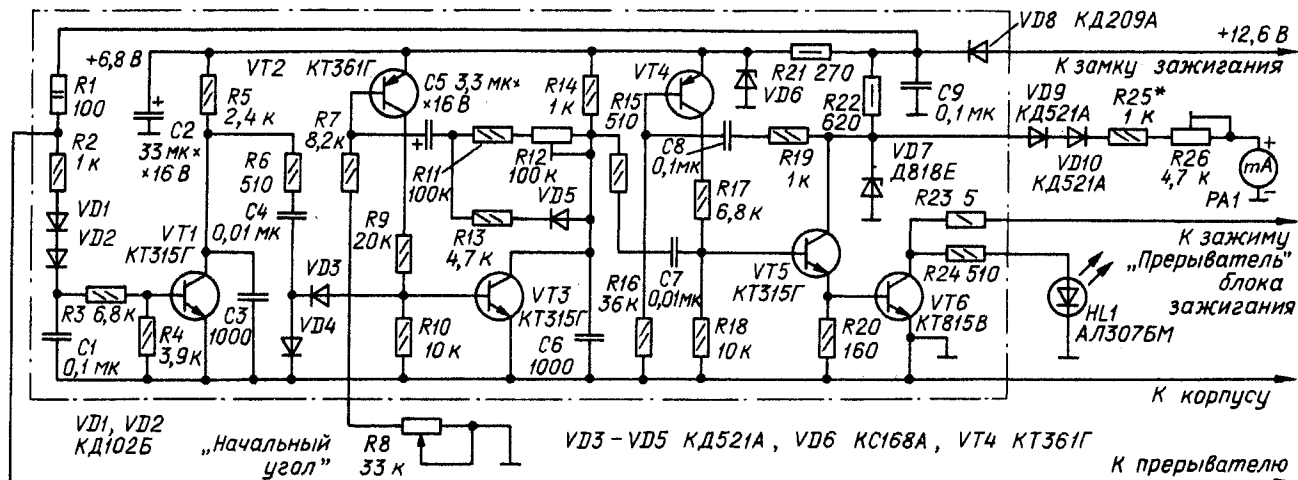 VD8 КД209А
+12,6 В
К замку зажигания
+6,8 В
R1
100
R2
1к
VD1
VD2
C2
33 мк×
×16 В
R5
2,4 к
R6
510
C4
0,01 мк
VT1
КТ315Г
R3 6,8к
R4
3,9к
C1
0,1 мк
C3
1000
VD3
VD4
VT2
КТ361Г
R7
8,2к
R9
20к
R10
10 к
C5 3,3 мк×
×16 В
R11
100к
R12
100 к
R13
4,7 к
VD5
VT3
КТ315Г
R14
1 к
C6
1000
R15
510
R16
36к
C7
0,01мк
VT4
C8
0,1мк
R17
6,8 к
R18
10 к
R19
1к
VD6
R21 270
R22
620
C9
0,1 мк
VT5
КТ315Г
R20
160
VD7
Д818Е
VT6
КТ815В
R23 5
R24 510
VD9
КД521А
VD10
КД521А
R25*
1 к
R26
4,7 к
mA
+
-
PA1
К зажиму
„Прерыватель"
блока
зажигания
HL1
АЛ307БМ
К корпусу
VD1, VD2
КД102Б
„Начальный
угол"
R8
33 к
VD3-VD5 КД521А, VD6 КС168А, VT4 КТ361Г
К прерывателю